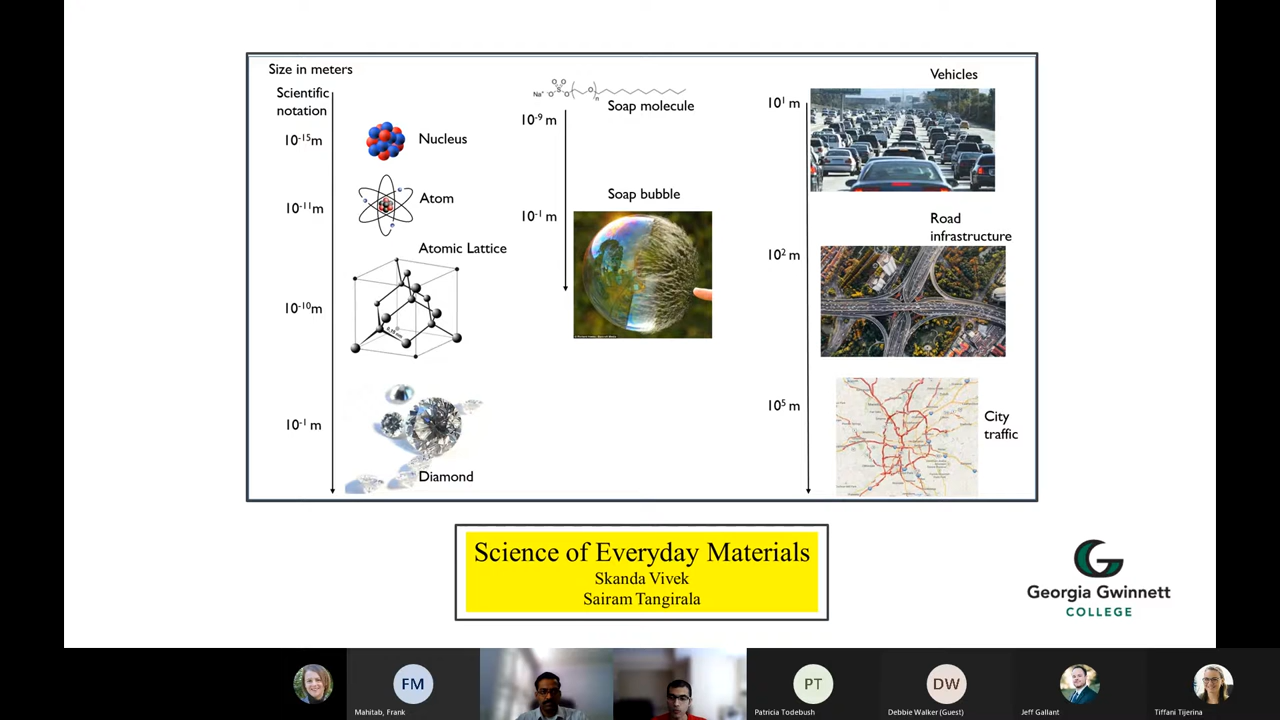 Size in meters
Scientific
notation
10⁻¹⁵m
Nucleus
10⁻¹¹m
Atom
Atomic Lattice
10⁻¹⁰m
10⁻¹ m
Diamond
Na⁺
Soap molecule
10⁻⁹ m
Soap bubble
10⁻¹ m
Vehicles
10¹ m
Road
infrastructure
10² m
10⁵ m
City
traffic
Science of Everyday Materials
Skanda Vivek
Sairam Tangirala
Georgia Gwinnett
COLLEGE
FM
Mahitab, Frank
PT
Patricia Todebush
DW
Debbie Walker (Guest)
Jeff Gallant
Tiffani Tijerina